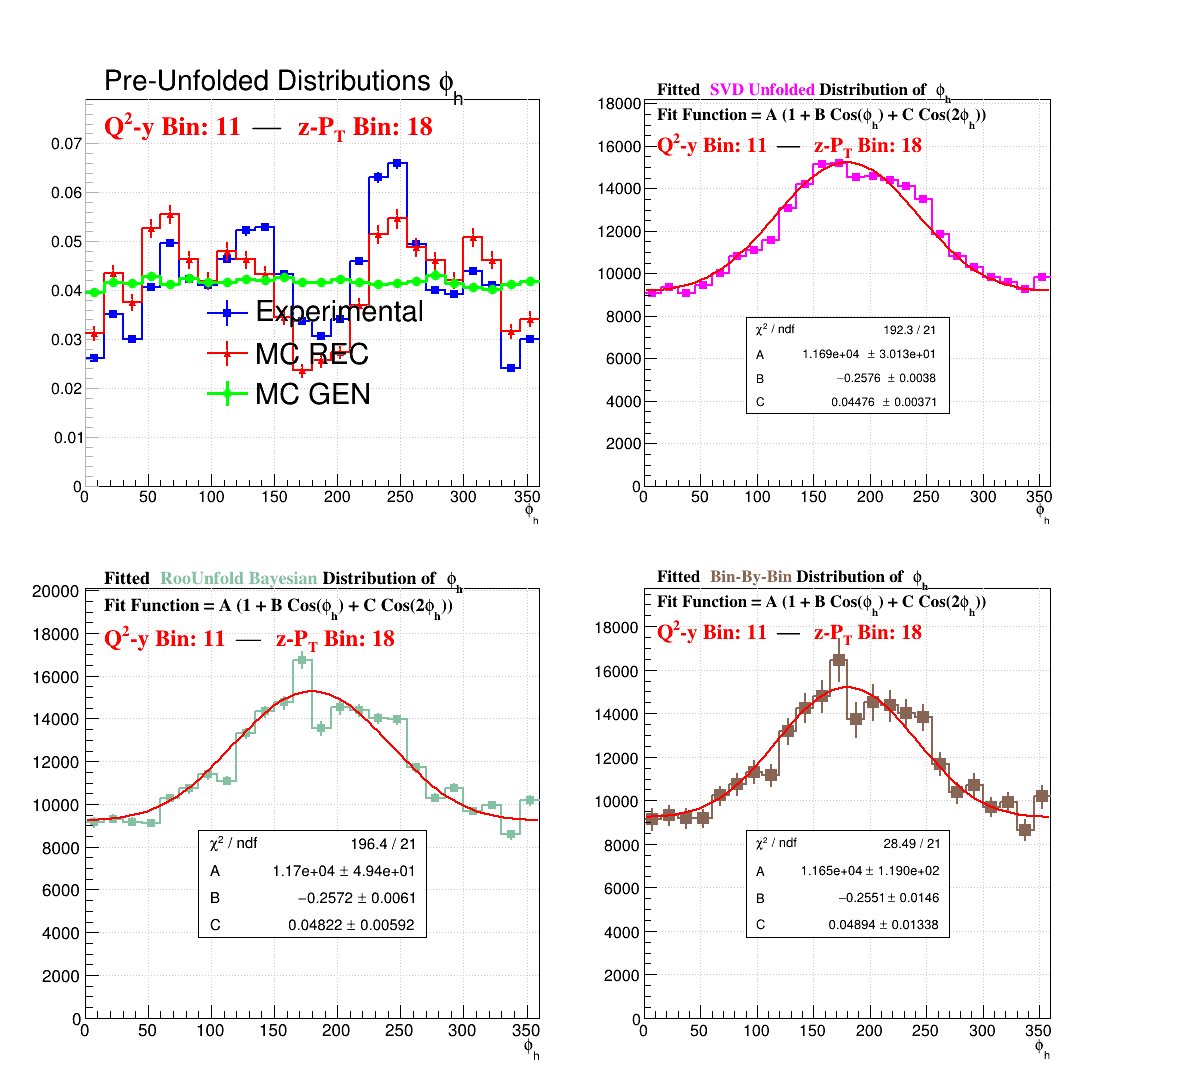 Pre-Unfolded Distributions ϕh
Q2-y Bin: 11 — z-PT Bin: 18
0.07
0.06
0.05
0.04
0.03
0.02
0.01
0
Experimental
MC REC
MC GEN
0 50 100 150 200 250 300 350
ϕh
Fitted SVD Unfolded Distribution of ϕh
Fit Function = A (1 + B Cos(ϕh) + C Cos(2ϕh))
Q2-y Bin: 11 — z-PT Bin: 18
18000
16000
14000
12000
10000
8000
6000
4000
2000
0
χ2 / ndf 192.3 / 21
A 1.169e+04 ± 3.013e+01
B −0.2576 ± 0.0038
C 0.04476 ± 0.00371
0 50 100 150 200 250 300 350
ϕh
Fitted RooUnfold Bayesian Distribution of ϕh
Fit Function = A (1 + B Cos(ϕh) + C Cos(2ϕh))
Q2-y Bin: 11 — z-PT Bin: 18
20000
18000
16000
14000
12000
10000
8000
6000
4000
2000
0
χ2 / ndf 196.4 / 21
A 1.17e+04 ± 4.94e+01
B −0.2572 ± 0.0061
C 0.04822 ± 0.00592
0 50 100 150 200 250 300 350
ϕh
Fitted Bin-By-Bin Distribution of ϕh
Fit Function = A (1 + B Cos(ϕh) + C Cos(2ϕh))
Q2-y Bin: 11 — z-PT Bin: 18
18000
16000
14000
12000
10000
8000
6000
4000
2000
0
χ2 / ndf 28.49 / 21
A 1.165e+04 ± 1.190e+02
B −0.2551 ± 0.0146
C 0.04894 ± 0.01338
0 50 100 150 200 250 300 350
ϕh